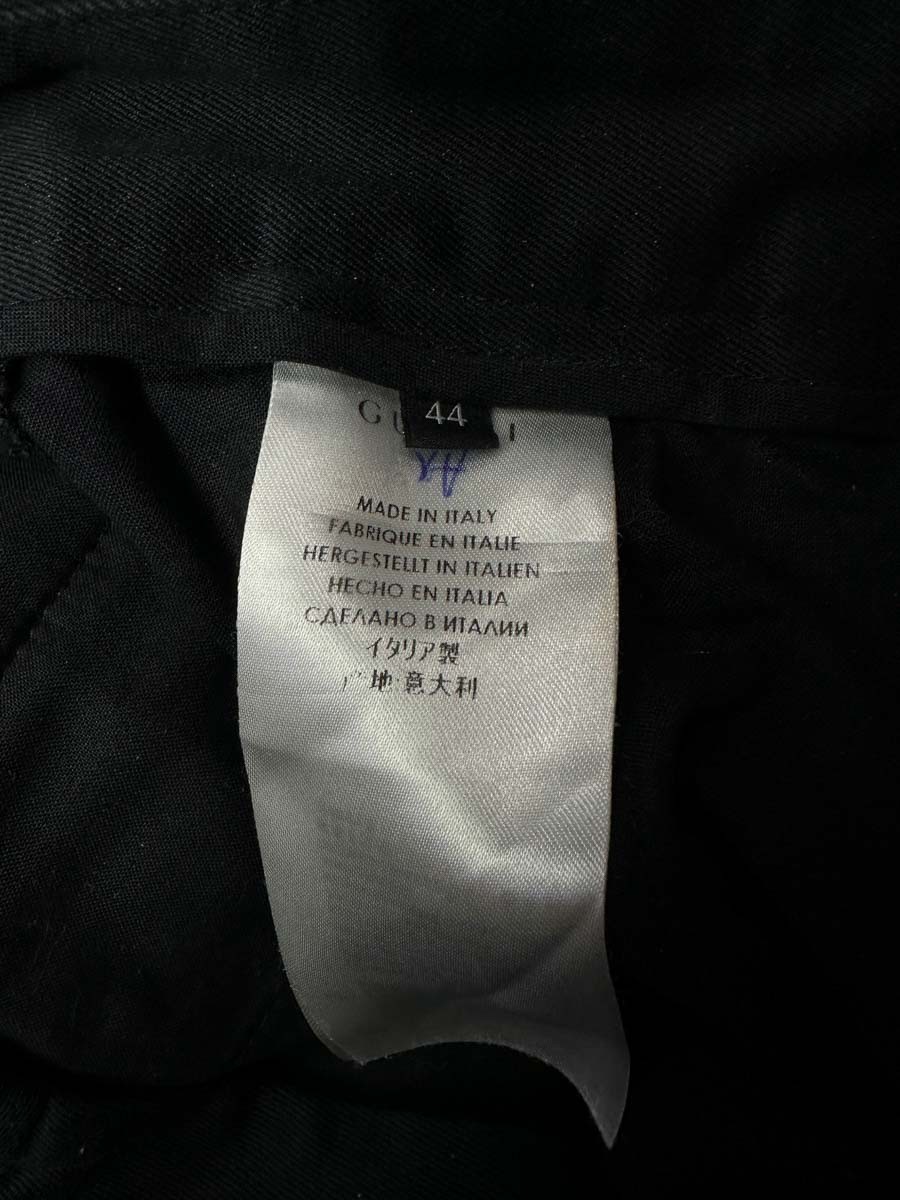 44
MADE IN ITALY
FABRIQUE EN ITALIE
HERGESTELLT IN ITALIEN
HECHO EN ITALIA
СДЕЛАНО В ИТАЛИИ
イタリア製
地:意大利